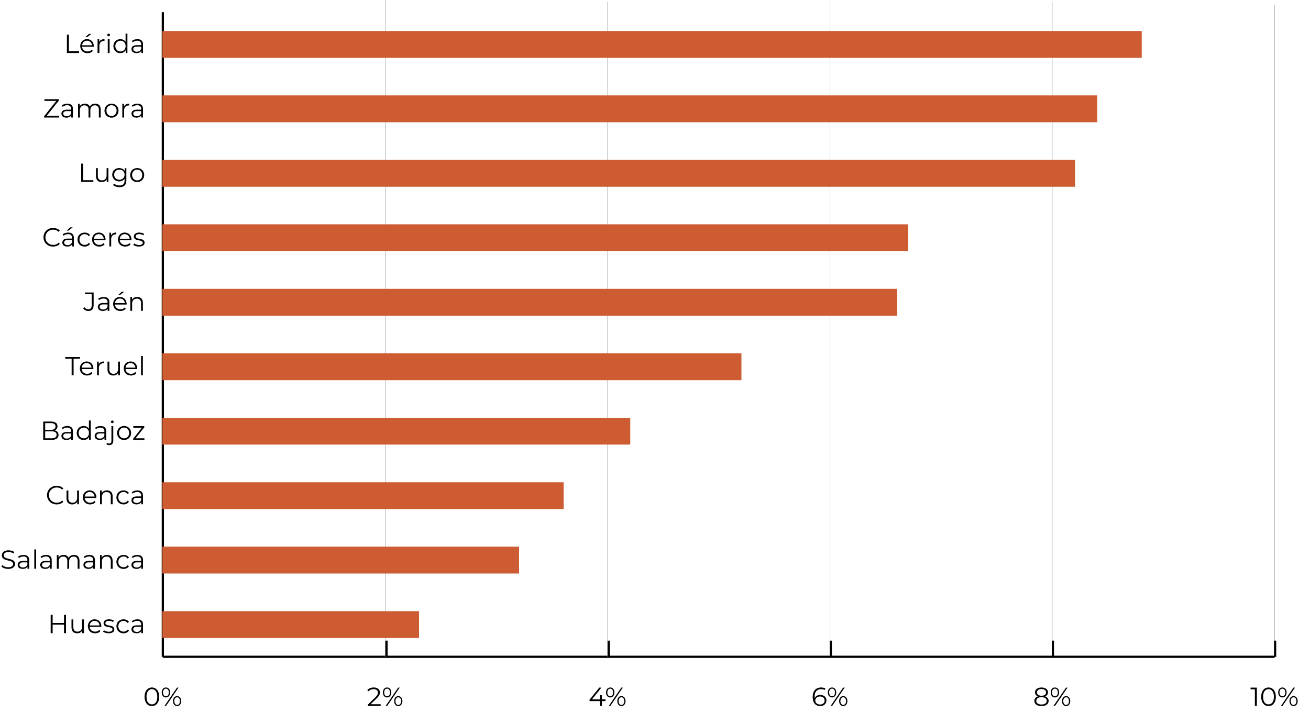 Lérida
Zamora
Lugo
Cáceres
Jaén
Teruel
Badajoz
Cuenca
Salamanca
Huesca
0% 2% 4% 6% 8% 10%